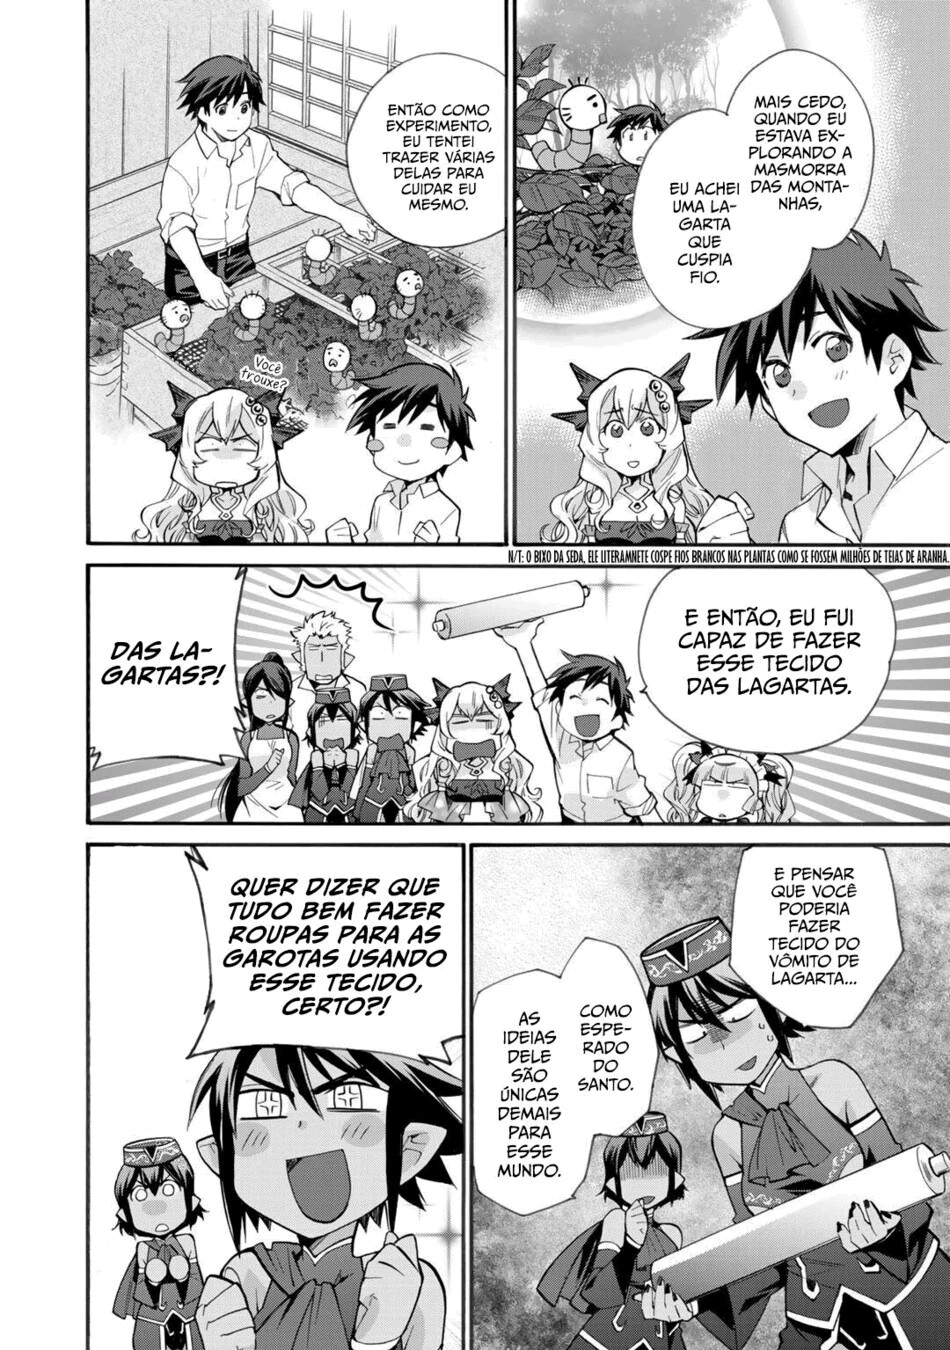 MAIS CEDO,
QUANDO EU
ESTAVA EX-
PLORANDO A
MASMORRA
DAS MONTA-
NHAS,
EU ACHEI
UMA LA-
GARTA
QUE
CUSPIA
FIO.
ENTÃO COMO
EXPERIMENTO,
EU TENTEI
TRAZER VÁRIAS
DELAS PARA
CUIDAR EU
MESMO.
Você
trouxe?
N/T: O BIXO DA SEDA, ELE LITERAMNETE COSPE FIOS BRANCOS NAS PLANTAS COMO SE FOSSEM MILHÕES DE TEIAS DE ARANHA.
E ENTÃO, EU FUI
CAPAZ DE FAZER
ESSE TECIDO
DAS LAGARTAS.
DAS LA-
GARTAS?!
E PENSAR
QUE VOCÊ
PODERIA
FAZER
TECIDO DO
VÔMITO DE
LAGARTA...
COMO
ESPE-
RADO
DO
SANTO.
AS
IDEIAS
DELE
SÃO
ÚNICAS
DEMAIS
PARA
ESSE
MUNDO.
QUER DIZER QUE
TUDO BEM FAZER
ROUPAS PARA AS
GAROTAS USANDO
ESSE TECIDO,
CERTO?!